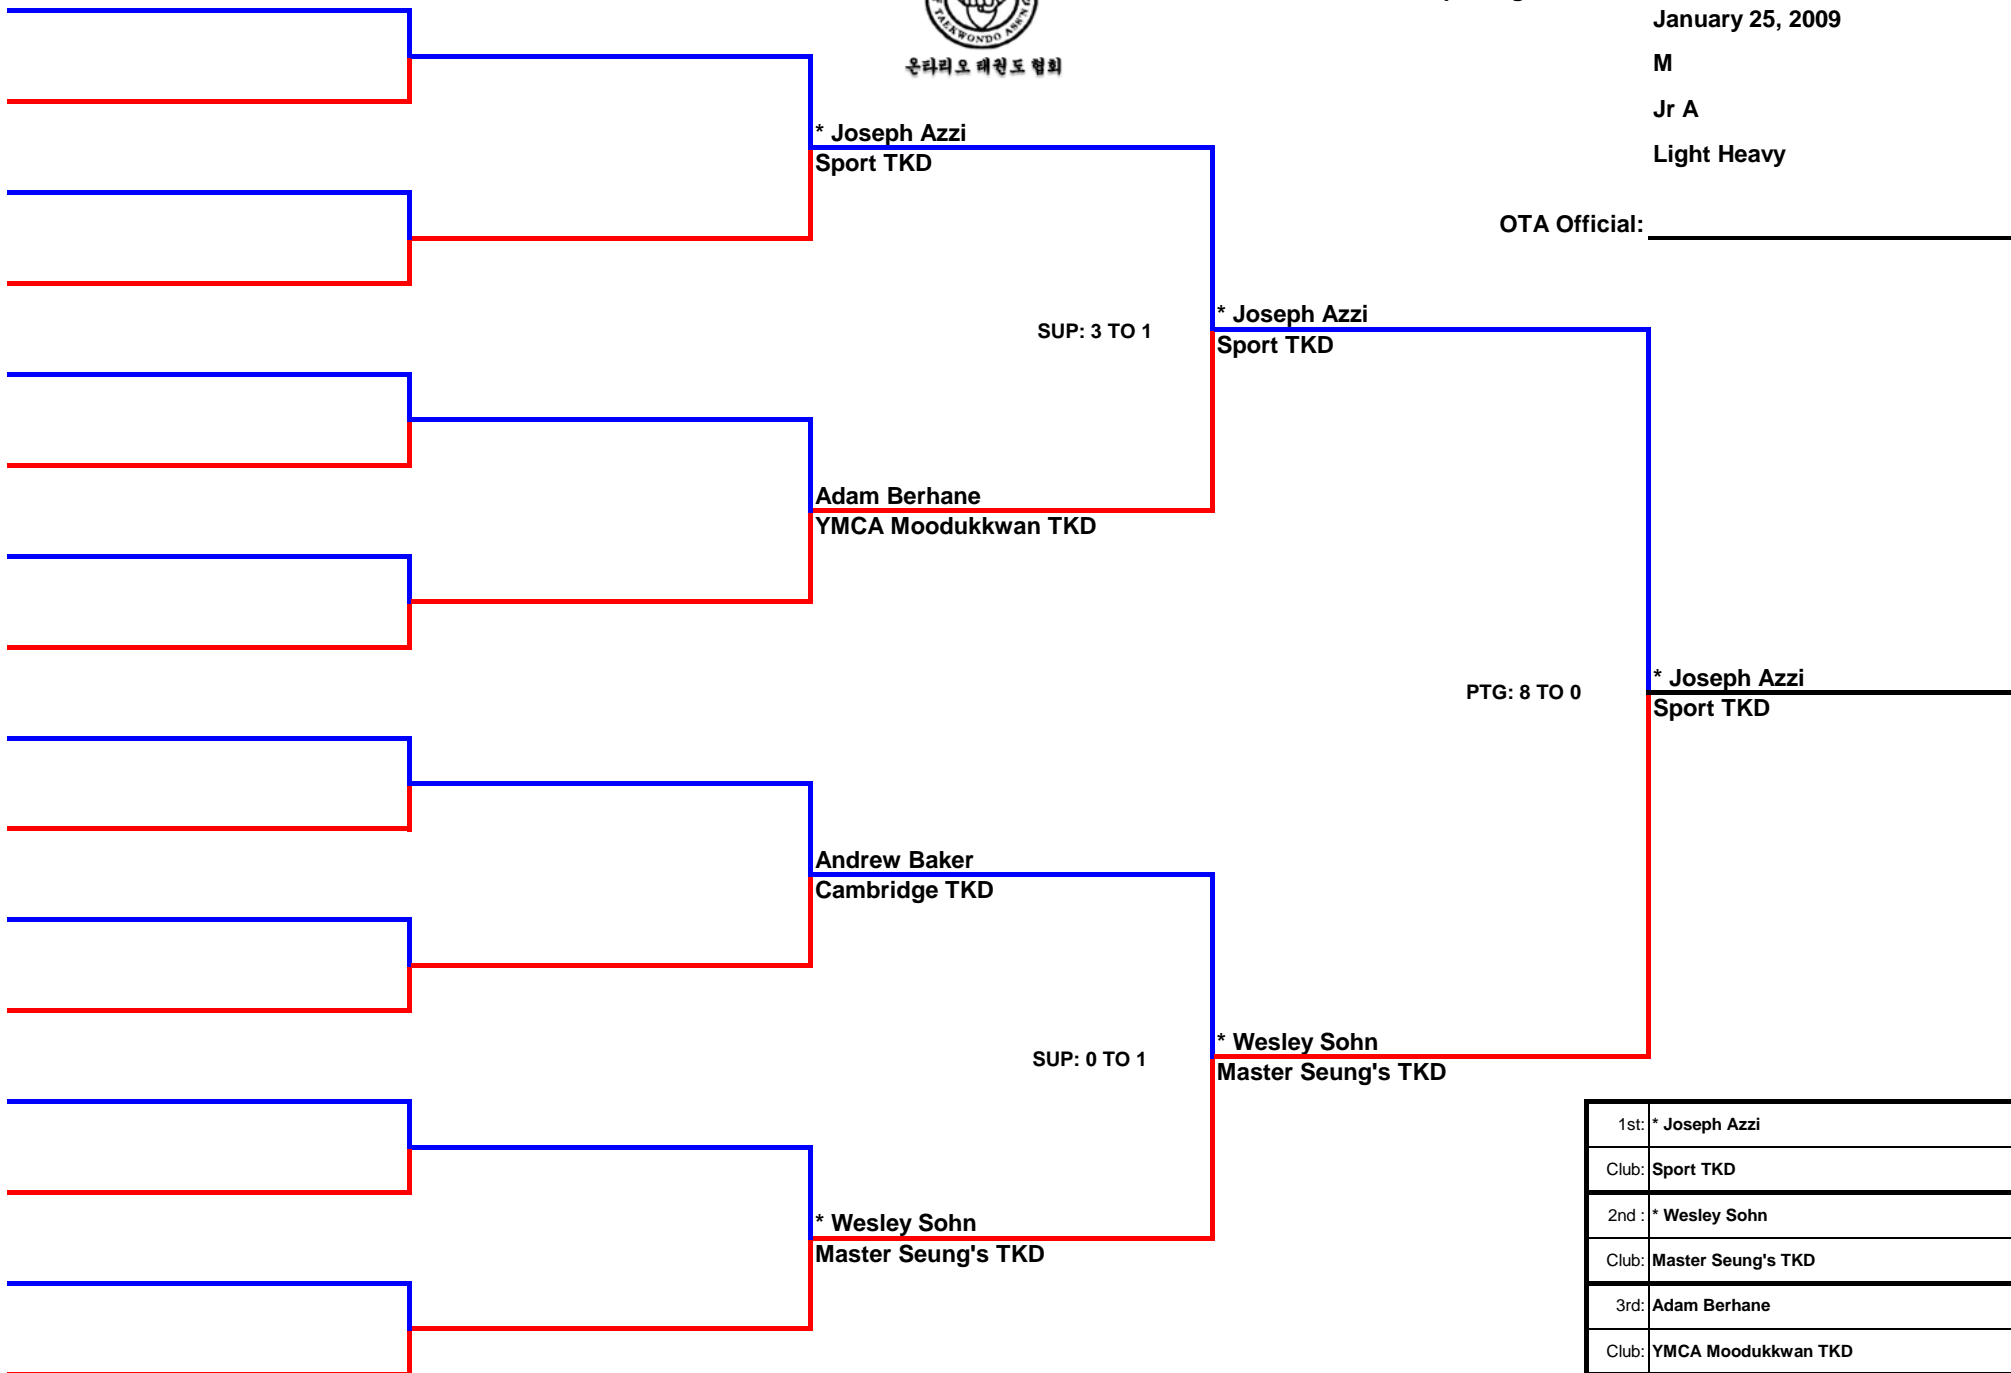 TAEKWONDO ASS'N
온타리오 태권도 협회
January 25, 2009
M
Jr A
Light Heavy
OTA Official:
* Joseph Azzi
Sport TKD
SUP: 3 TO 1
* Joseph Azzi
Sport TKD
Adam Berhane
YMCA Moodukkwan TKD
PTG: 8 TO 0
* Joseph Azzi
Sport TKD
Andrew Baker
Cambridge TKD
SUP: 0 TO 1
* Wesley Sohn
Master Seung's TKD
* Wesley Sohn
Master Seung's TKD
1st: * Joseph Azzi
Club: Sport TKD
2nd : * Wesley Sohn
Club: Master Seung's TKD
3rd: Adam Berhane
Club: YMCA Moodukkwan TKD